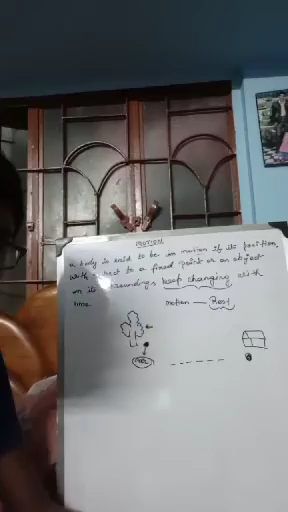 MOTION
a body is said to be in motion if its position,
with respect to a fixed point or an object
in its surroundings keep changing with
time.
motion — Rest